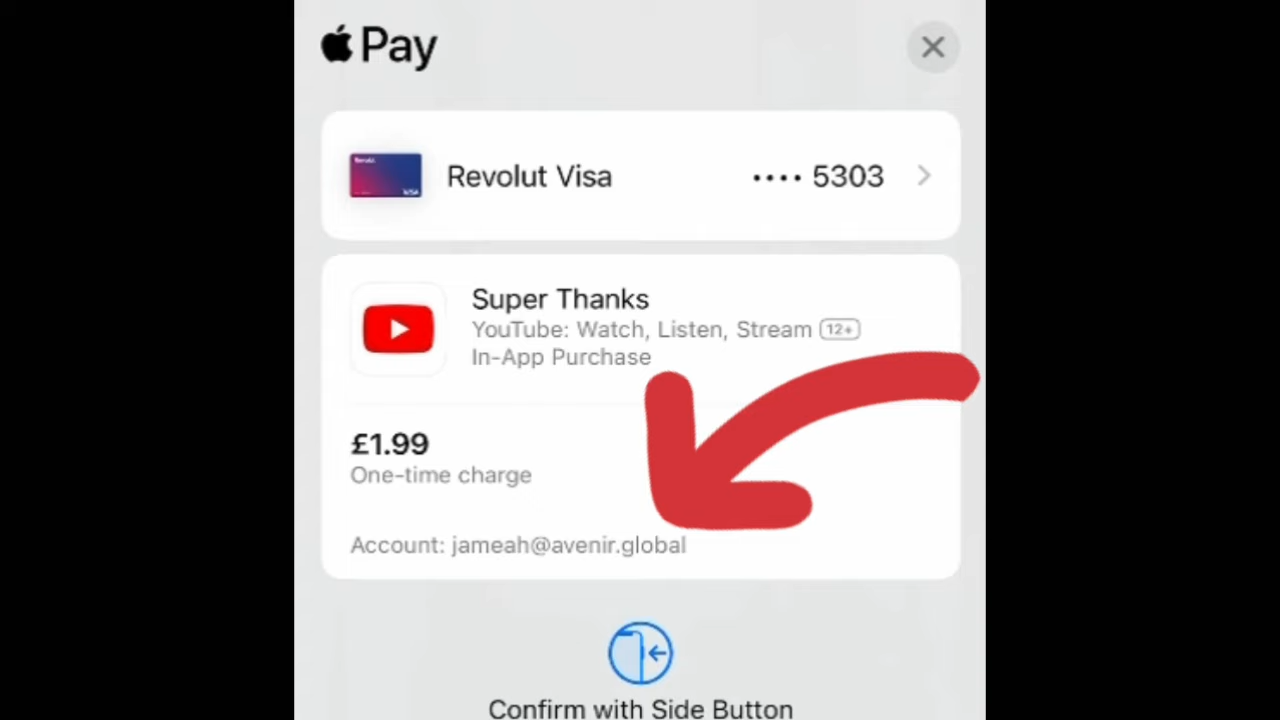 Pay
Revolut Visa •••• 5303
Super Thanks
YouTube: Watch, Listen, Stream 12+
In-App Purchase
£1.99
One-time charge
Account: jameah@avenir.global
Confirm with Side Button